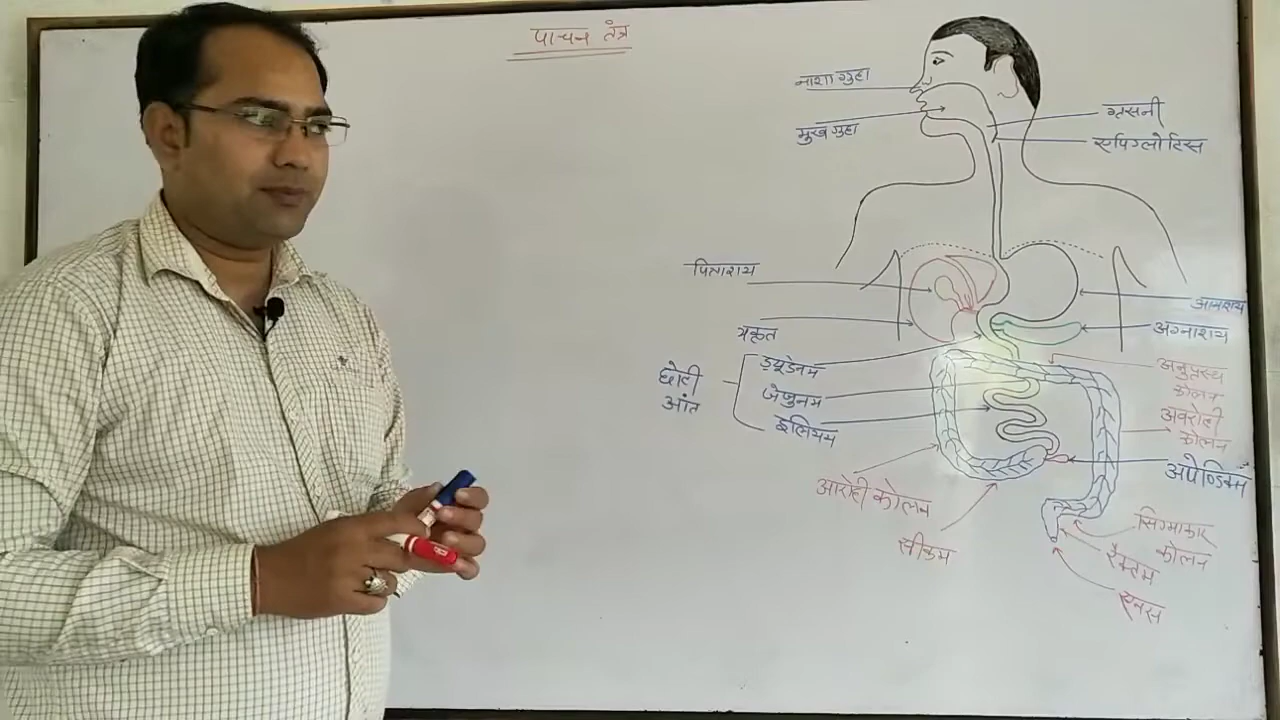 पाचन तंत्र
नाशा गुहा
मुख गुहा
ग्रसनी
एपिग्लोटिस
पित्ताशय
आमाशय
यकृत
अग्नाशय
छोटी
आंत
ड्यूडेनम
जेजुनम
इलियम
अनुप्रस्थ
कोलन
अवरोही
कोलन
अपेण्डिक्स
आरोही कोलन
सीकम
सिग्माकार
कोलन
रैक्टम
एनस